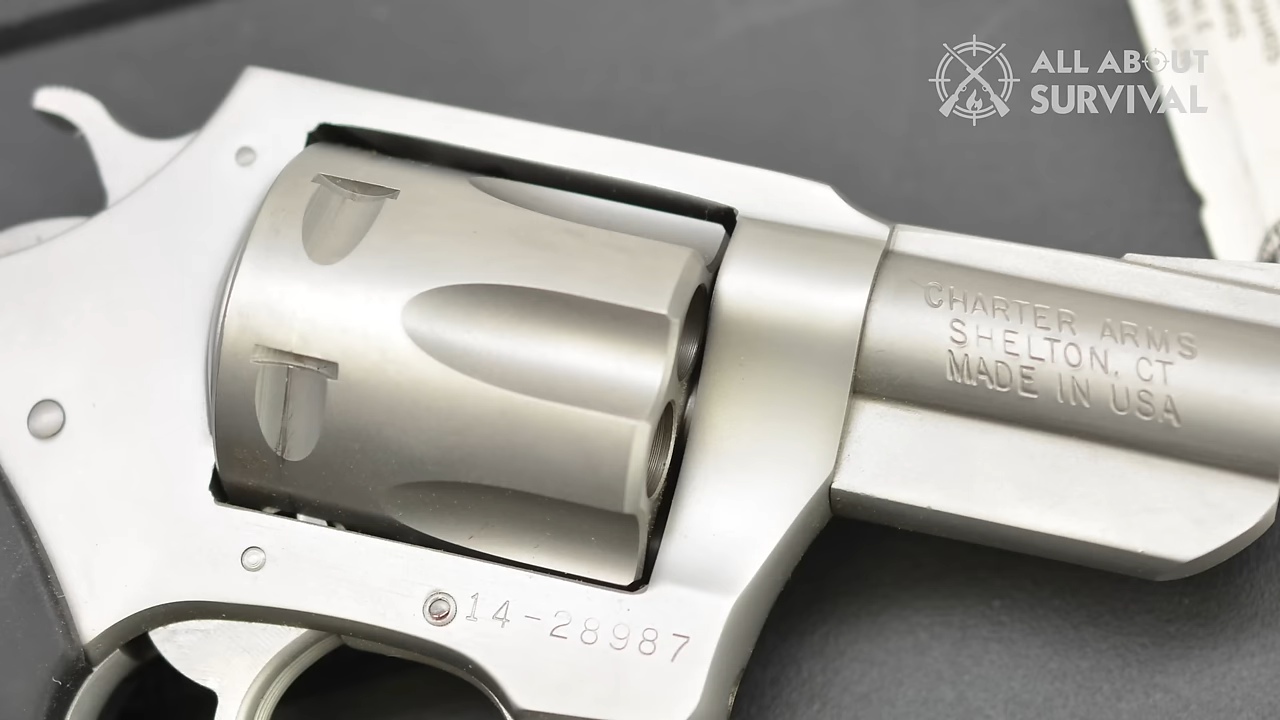 ALL ABOUT
SURVIVAL
CHARTER ARMS
SHELTON, CT
MADE IN USA
14-28987